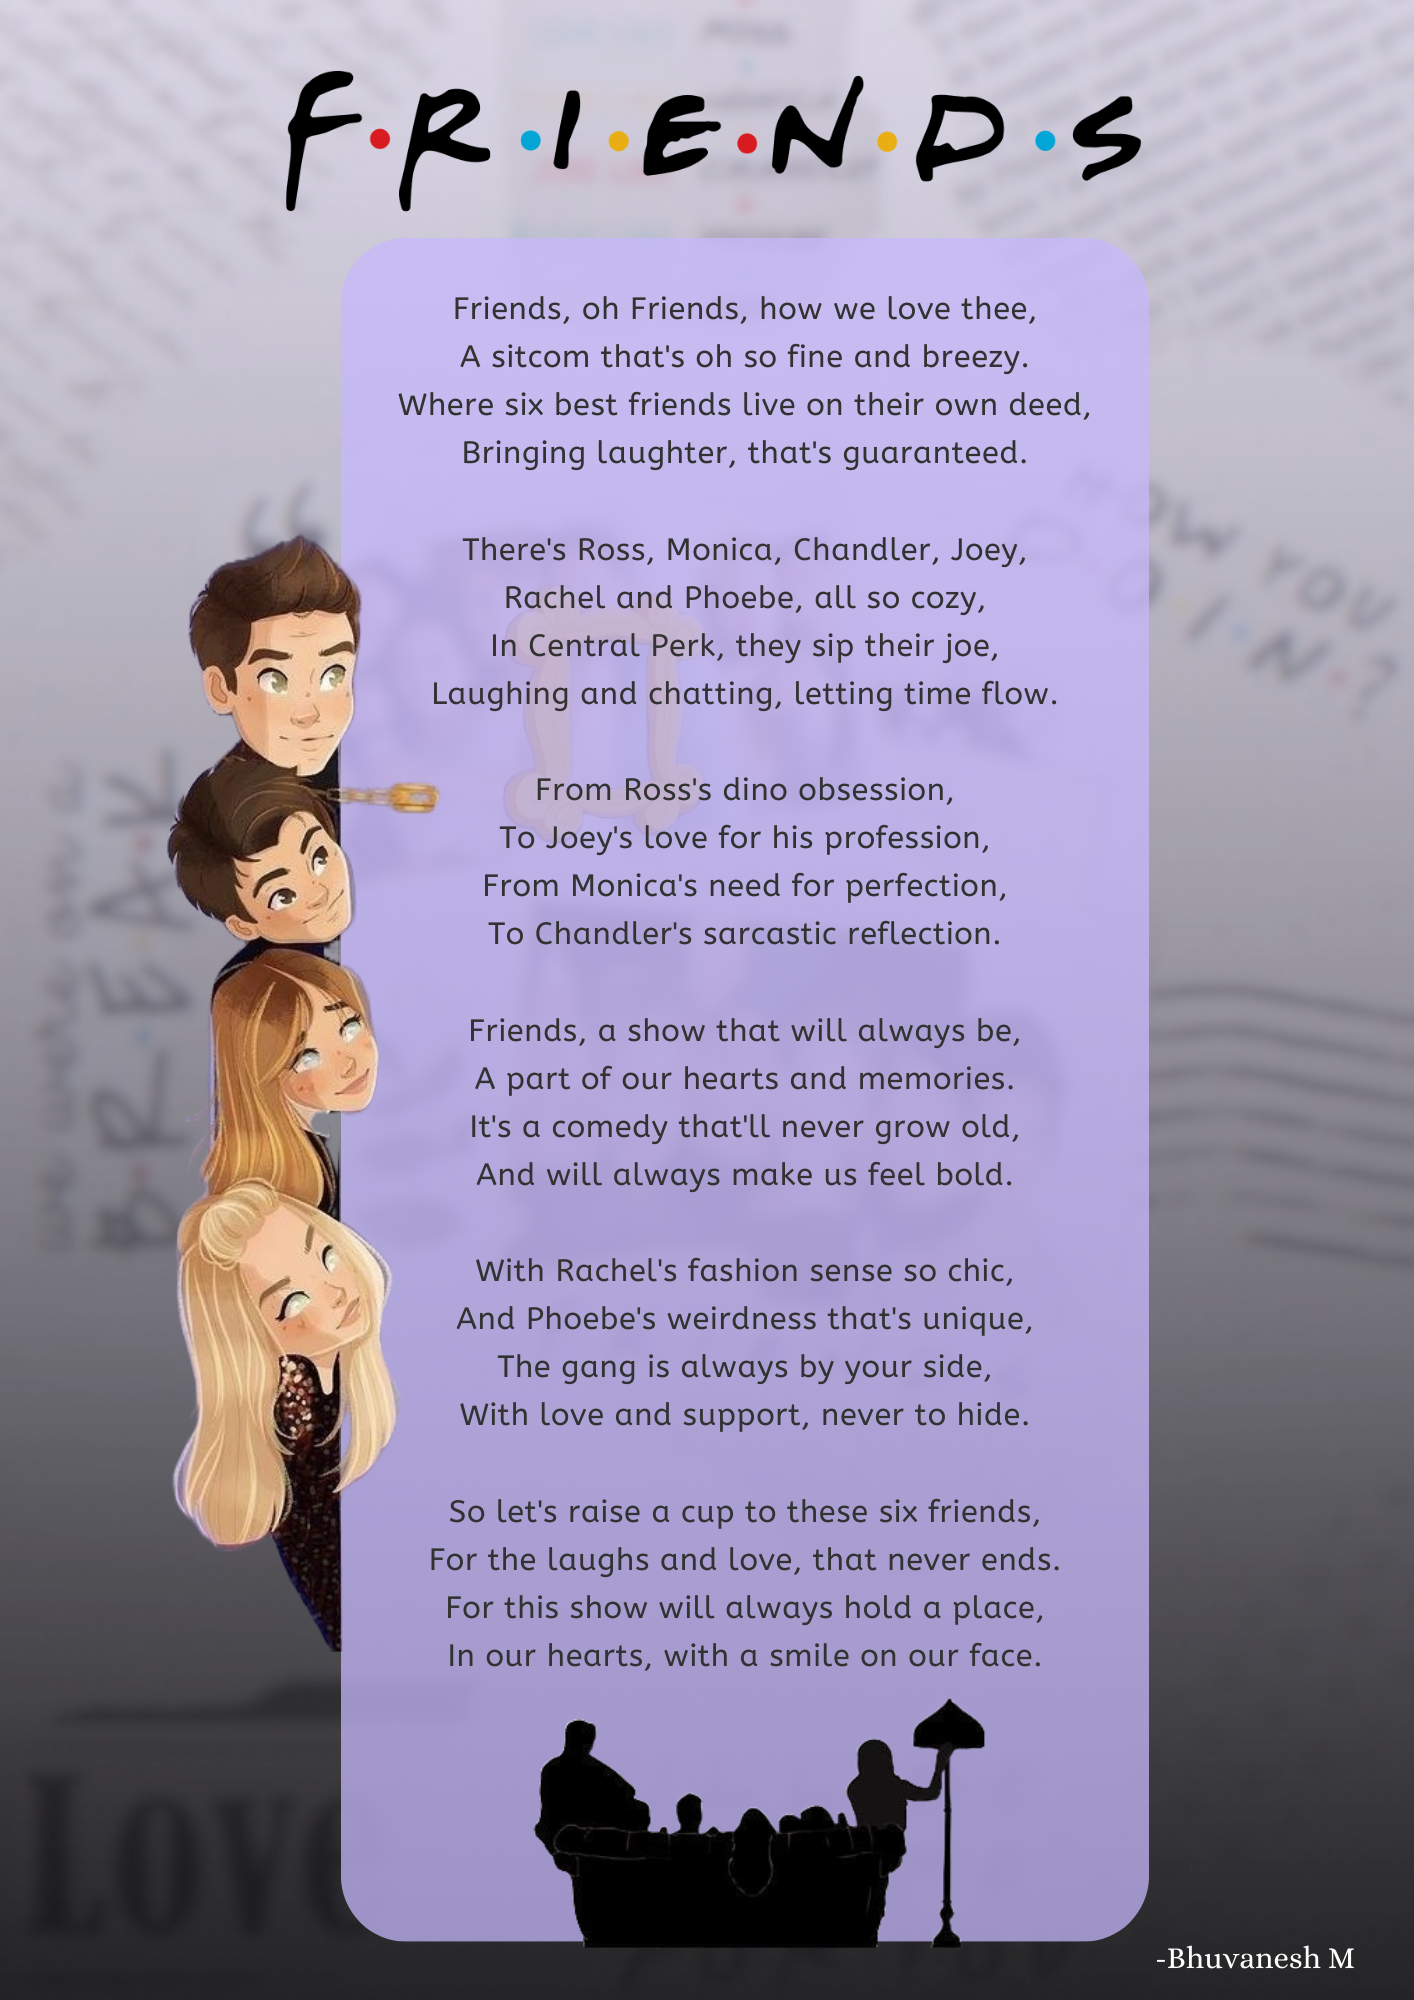 F•R•I•E•N•D•S
Friends, oh Friends, how we love thee,
A sitcom that's oh so fine and breezy.
Where six best friends live on their own deed,
Bringing laughter, that's guaranteed.
There's Ross, Monica, Chandler, Joey,
Rachel and Phoebe, all so cozy,
In Central Perk, they sip their joe,
Laughing and chatting, letting time flow.
From Ross's dino obsession,
To Joey's love for his profession,
From Monica's need for perfection,
To Chandler's sarcastic reflection.
Friends, a show that will always be,
A part of our hearts and memories.
It's a comedy that'll never grow old,
And will always make us feel bold.
With Rachel's fashion sense so chic,
And Phoebe's weirdness that's unique,
The gang is always by your side,
With love and support, never to hide.
So let's raise a cup to these six friends,
For the laughs and love, that never ends.
For this show will always hold a place,
In our hearts, with a smile on our face.
HOW YOU
D•O•I•N•?
we were on a
B•R•E•A•K
LOVE
-Bhuvanesh M